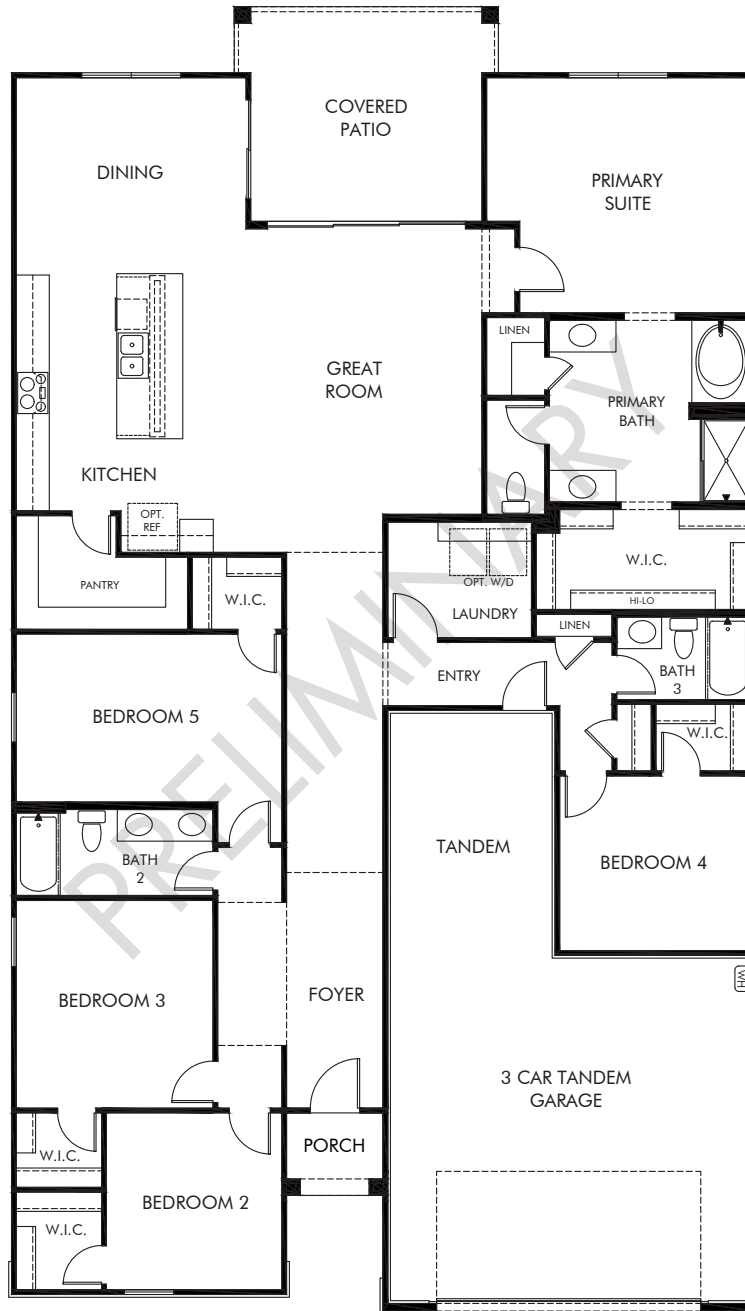 COVERED
PATIO
DINING
PRIMARY
SUITE
LINEN
GREAT
ROOM
PRIMARY
BATH
KITCHEN
OPT.
REF
PANTRY
W.I.C.
OPT. W/D
LAUNDRY
W.I.C.
HI-LO
LINEN
ENTRY
BATH
3
BEDROOM 5
W.I.C.
TANDEM
BATH
2
BEDROOM 4
WH
BEDROOM 3
FOYER
3 CAR TANDEM
GARAGE
W.I.C.
PORCH
BEDROOM 2
W.I.C.
PRELIMINARY